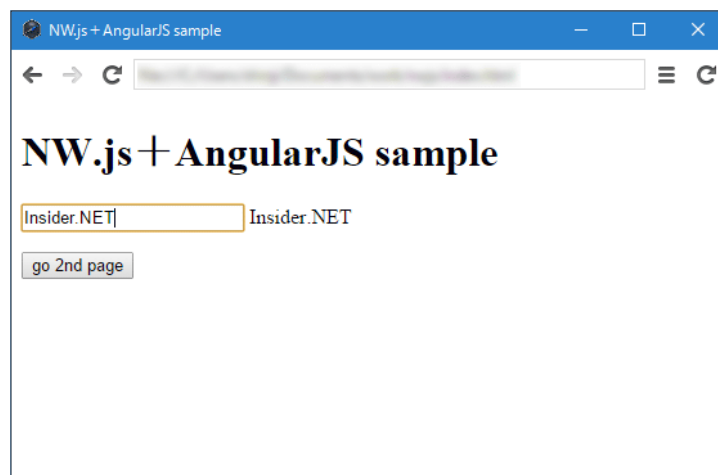 NW.js+AngularJS sample
NW.js＋AngularJS sample
Insider.NET Insider.NET
go 2nd page